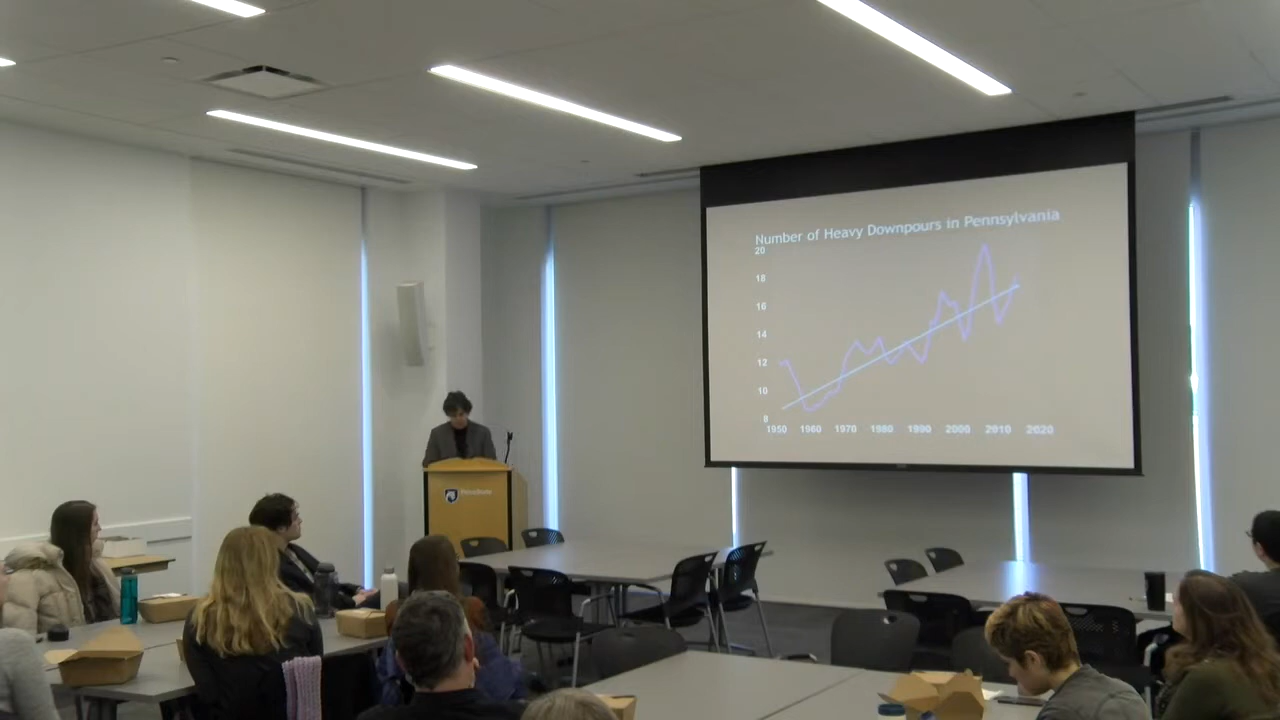 Number of Heavy Downpours in Pennsylvania
20
18
16
14
12
10
1950 1960 1970 1980 1990 2000 2010 2020
PennState